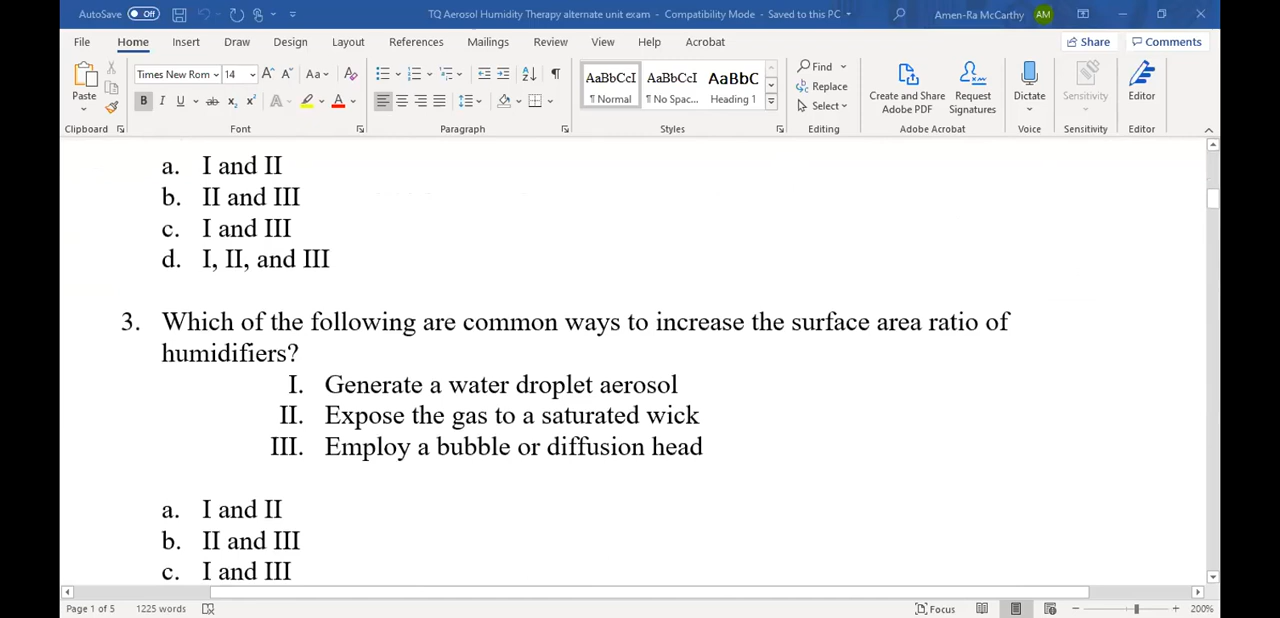 AutoSave Off TQ Aerosol Humidity Therapy alternate unit exam - Compatibility Mode - Saved to this PC Amen-Ra McCarthy AM
File Home Insert Draw Design Layout References Mailings Review View Help Acrobat Share Comments
Paste
Clipboard
Times New Rom 14 A A Aa A
B I U ab x₂ x² A A
Font
Paragraph
AaBbCcI AaBbCcI AaBbC
¶ Normal ¶ No Spac... Heading 1
Styles
Find
Replace
Select
Editing
Create and Share Adobe PDF
Request Signatures
Adobe Acrobat
Dictate
Voice
Sensitivity
Sensitivity
Editor
Editor
a. I and II
b. II and III
c. I and III
d. I, II, and III
3. Which of the following are common ways to increase the surface area ratio of
humidifiers?
I. Generate a water droplet aerosol
II. Expose the gas to a saturated wick
III. Employ a bubble or diffusion head
a. I and II
b. II and III
c. I and III
Page 1 of 5 1225 words Focus 200%